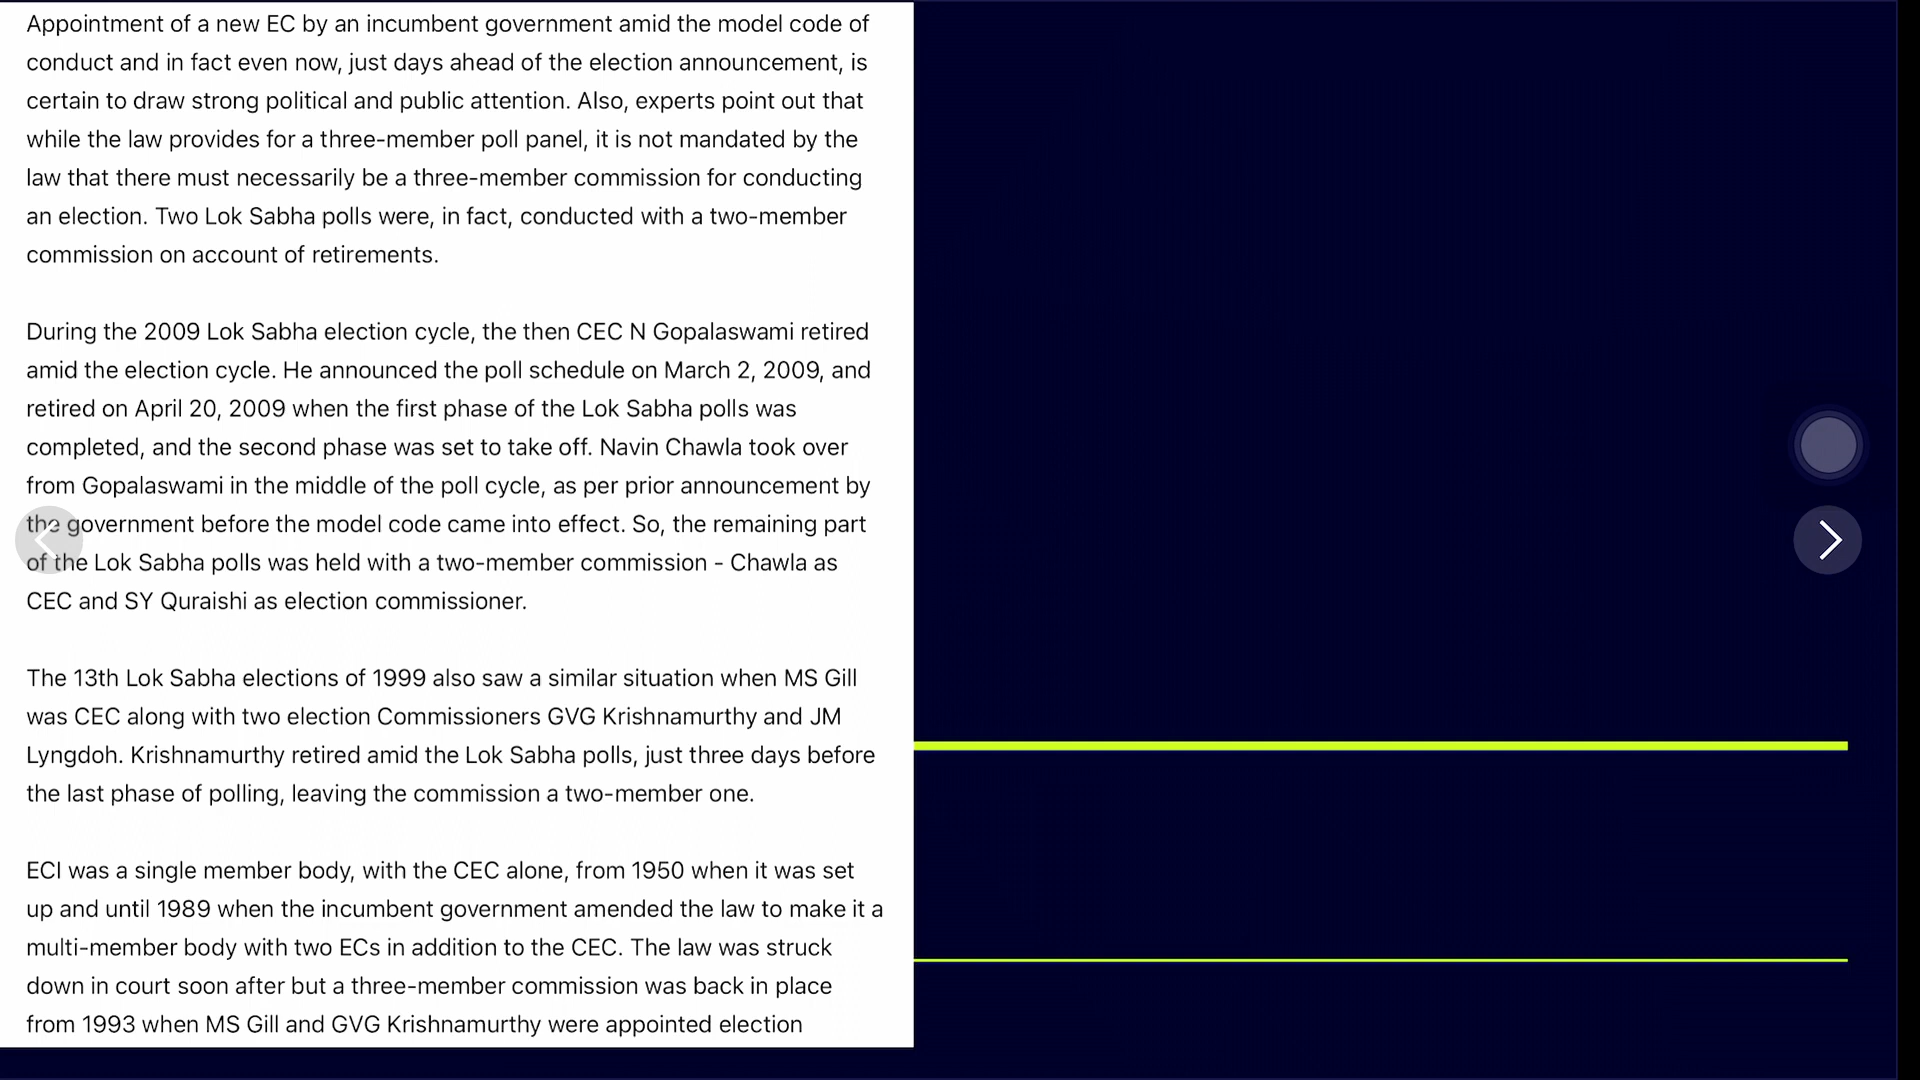 Appointment of a new EC by an incumbent government amid the model code of
conduct and in fact even now, just days ahead of the election announcement, is
certain to draw strong political and public attention. Also, experts point out that
while the law provides for a three-member poll panel, it is not mandated by the
law that there must necessarily be a three-member commission for conducting
an election. Two Lok Sabha polls were, in fact, conducted with a two-member
commission on account of retirements.
During the 2009 Lok Sabha election cycle, the then CEC N Gopalaswami retired
amid the election cycle. He announced the poll schedule on March 2, 2009, and
retired on April 20, 2009 when the first phase of the Lok Sabha polls was
completed, and the second phase was set to take off. Navin Chawla took over
from Gopalaswami in the middle of the poll cycle, as per prior announcement by
the government before the model code came into effect. So, the remaining part
of the Lok Sabha polls was held with a two-member commission - Chawla as
CEC and SY Quraishi as election commissioner.
The 13th Lok Sabha elections of 1999 also saw a similar situation when MS Gill
was CEC along with two election Commissioners GVG Krishnamurthy and JM
Lyngdoh. Krishnamurthy retired amid the Lok Sabha polls, just three days before
the last phase of polling, leaving the commission a two-member one.
ECI was a single member body, with the CEC alone, from 1950 when it was set
up and until 1989 when the incumbent government amended the law to make it a
multi-member body with two ECs in addition to the CEC. The law was struck
down in court soon after but a three-member commission was back in place
from 1993 when MS Gill and GVG Krishnamurthy were appointed election